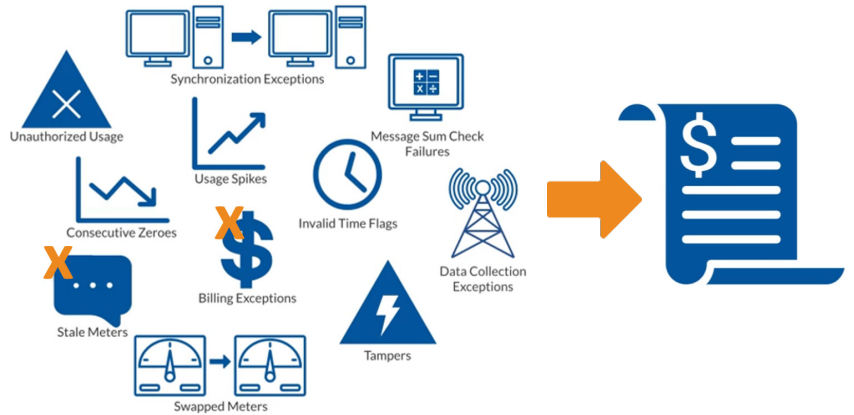 Synchronization Exceptions
Unauthorized Usage
Message Sum Check
Failures
Usage Spikes
Invalid Time Flags
Consecutive Zeroes
X
$
Billing Exceptions
Data Collection
Exceptions
X
Stale Meters
Tampers
Swapped Meters
$